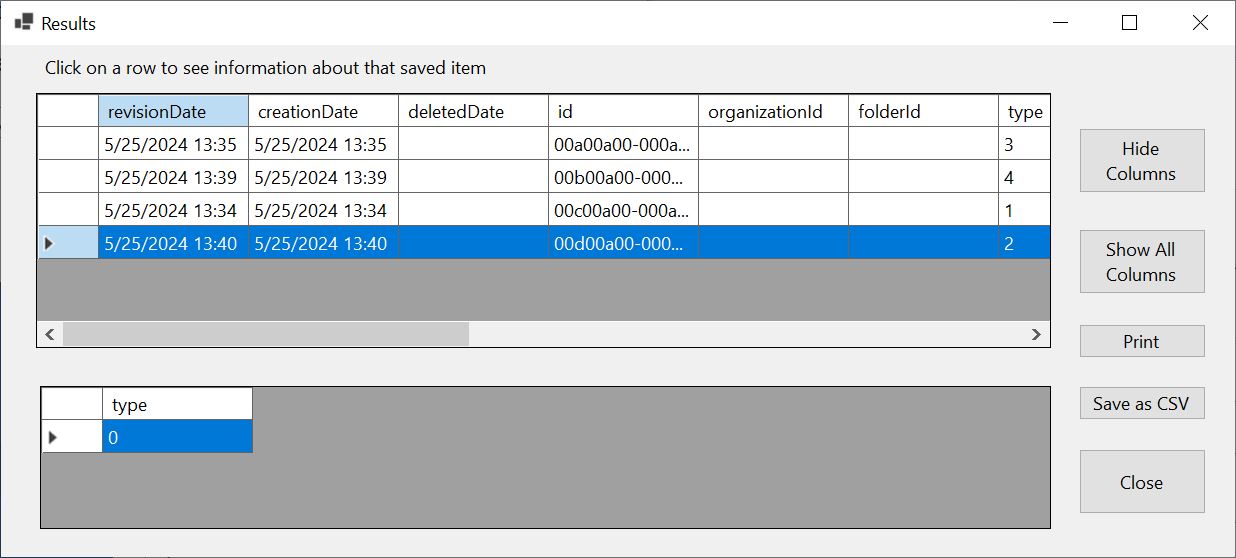 Results
Click on a row to see information about that saved item
revisionDate creationDate deletedDate id organizationId folderId type
5/25/2024 13:35 5/25/2024 13:35 00a00a00-000a... 3
5/25/2024 13:39 5/25/2024 13:39 00b00a00-000... 4
5/25/2024 13:34 5/25/2024 13:34 00c00a00-000a... 1
5/25/2024 13:40 5/25/2024 13:40 00d00a00-000... 2
Hide
Columns
Show All
Columns
Print
Save as CSV
Close
type
0